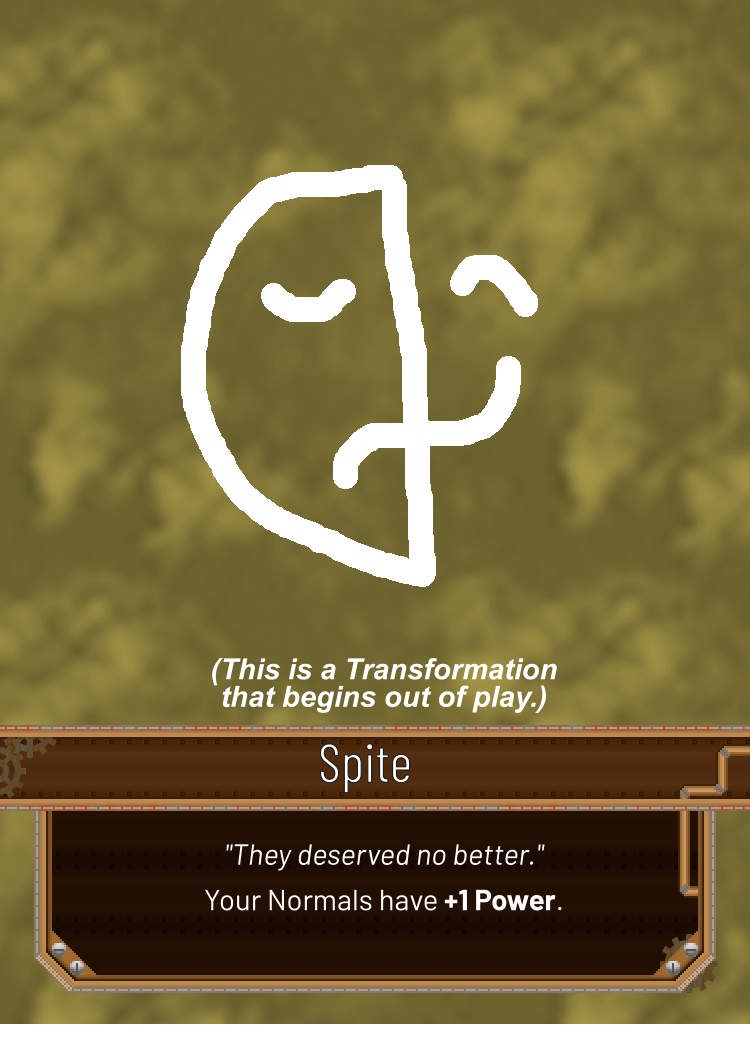 (This is a Transformation
that begins out of play.)
Spite
"They deserved no better."
Your Normals have +1 Power.